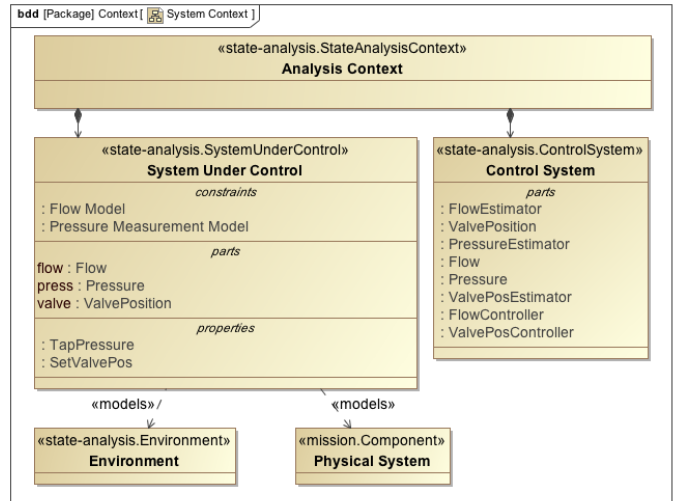 bdd [Package] Context[ System Context ]
«state-analysis.StateAnalysisContext»
Analysis Context
«state-analysis.SystemUnderControl»
System Under Control
constraints
: Flow Model
: Pressure Measurement Model
parts
flow : Flow
press : Pressure
valve : ValvePosition
properties
: TapPressure
: SetValvePos
«state-analysis.ControlSystem»
Control System
parts
: FlowEstimator
: ValvePosition
: PressureEstimator
: Flow
: Pressure
: ValvePosEstimator
: FlowController
: ValvePosController
«models»
«models»
«state-analysis.Environment»
Environment
«mission.Component»
Physical System